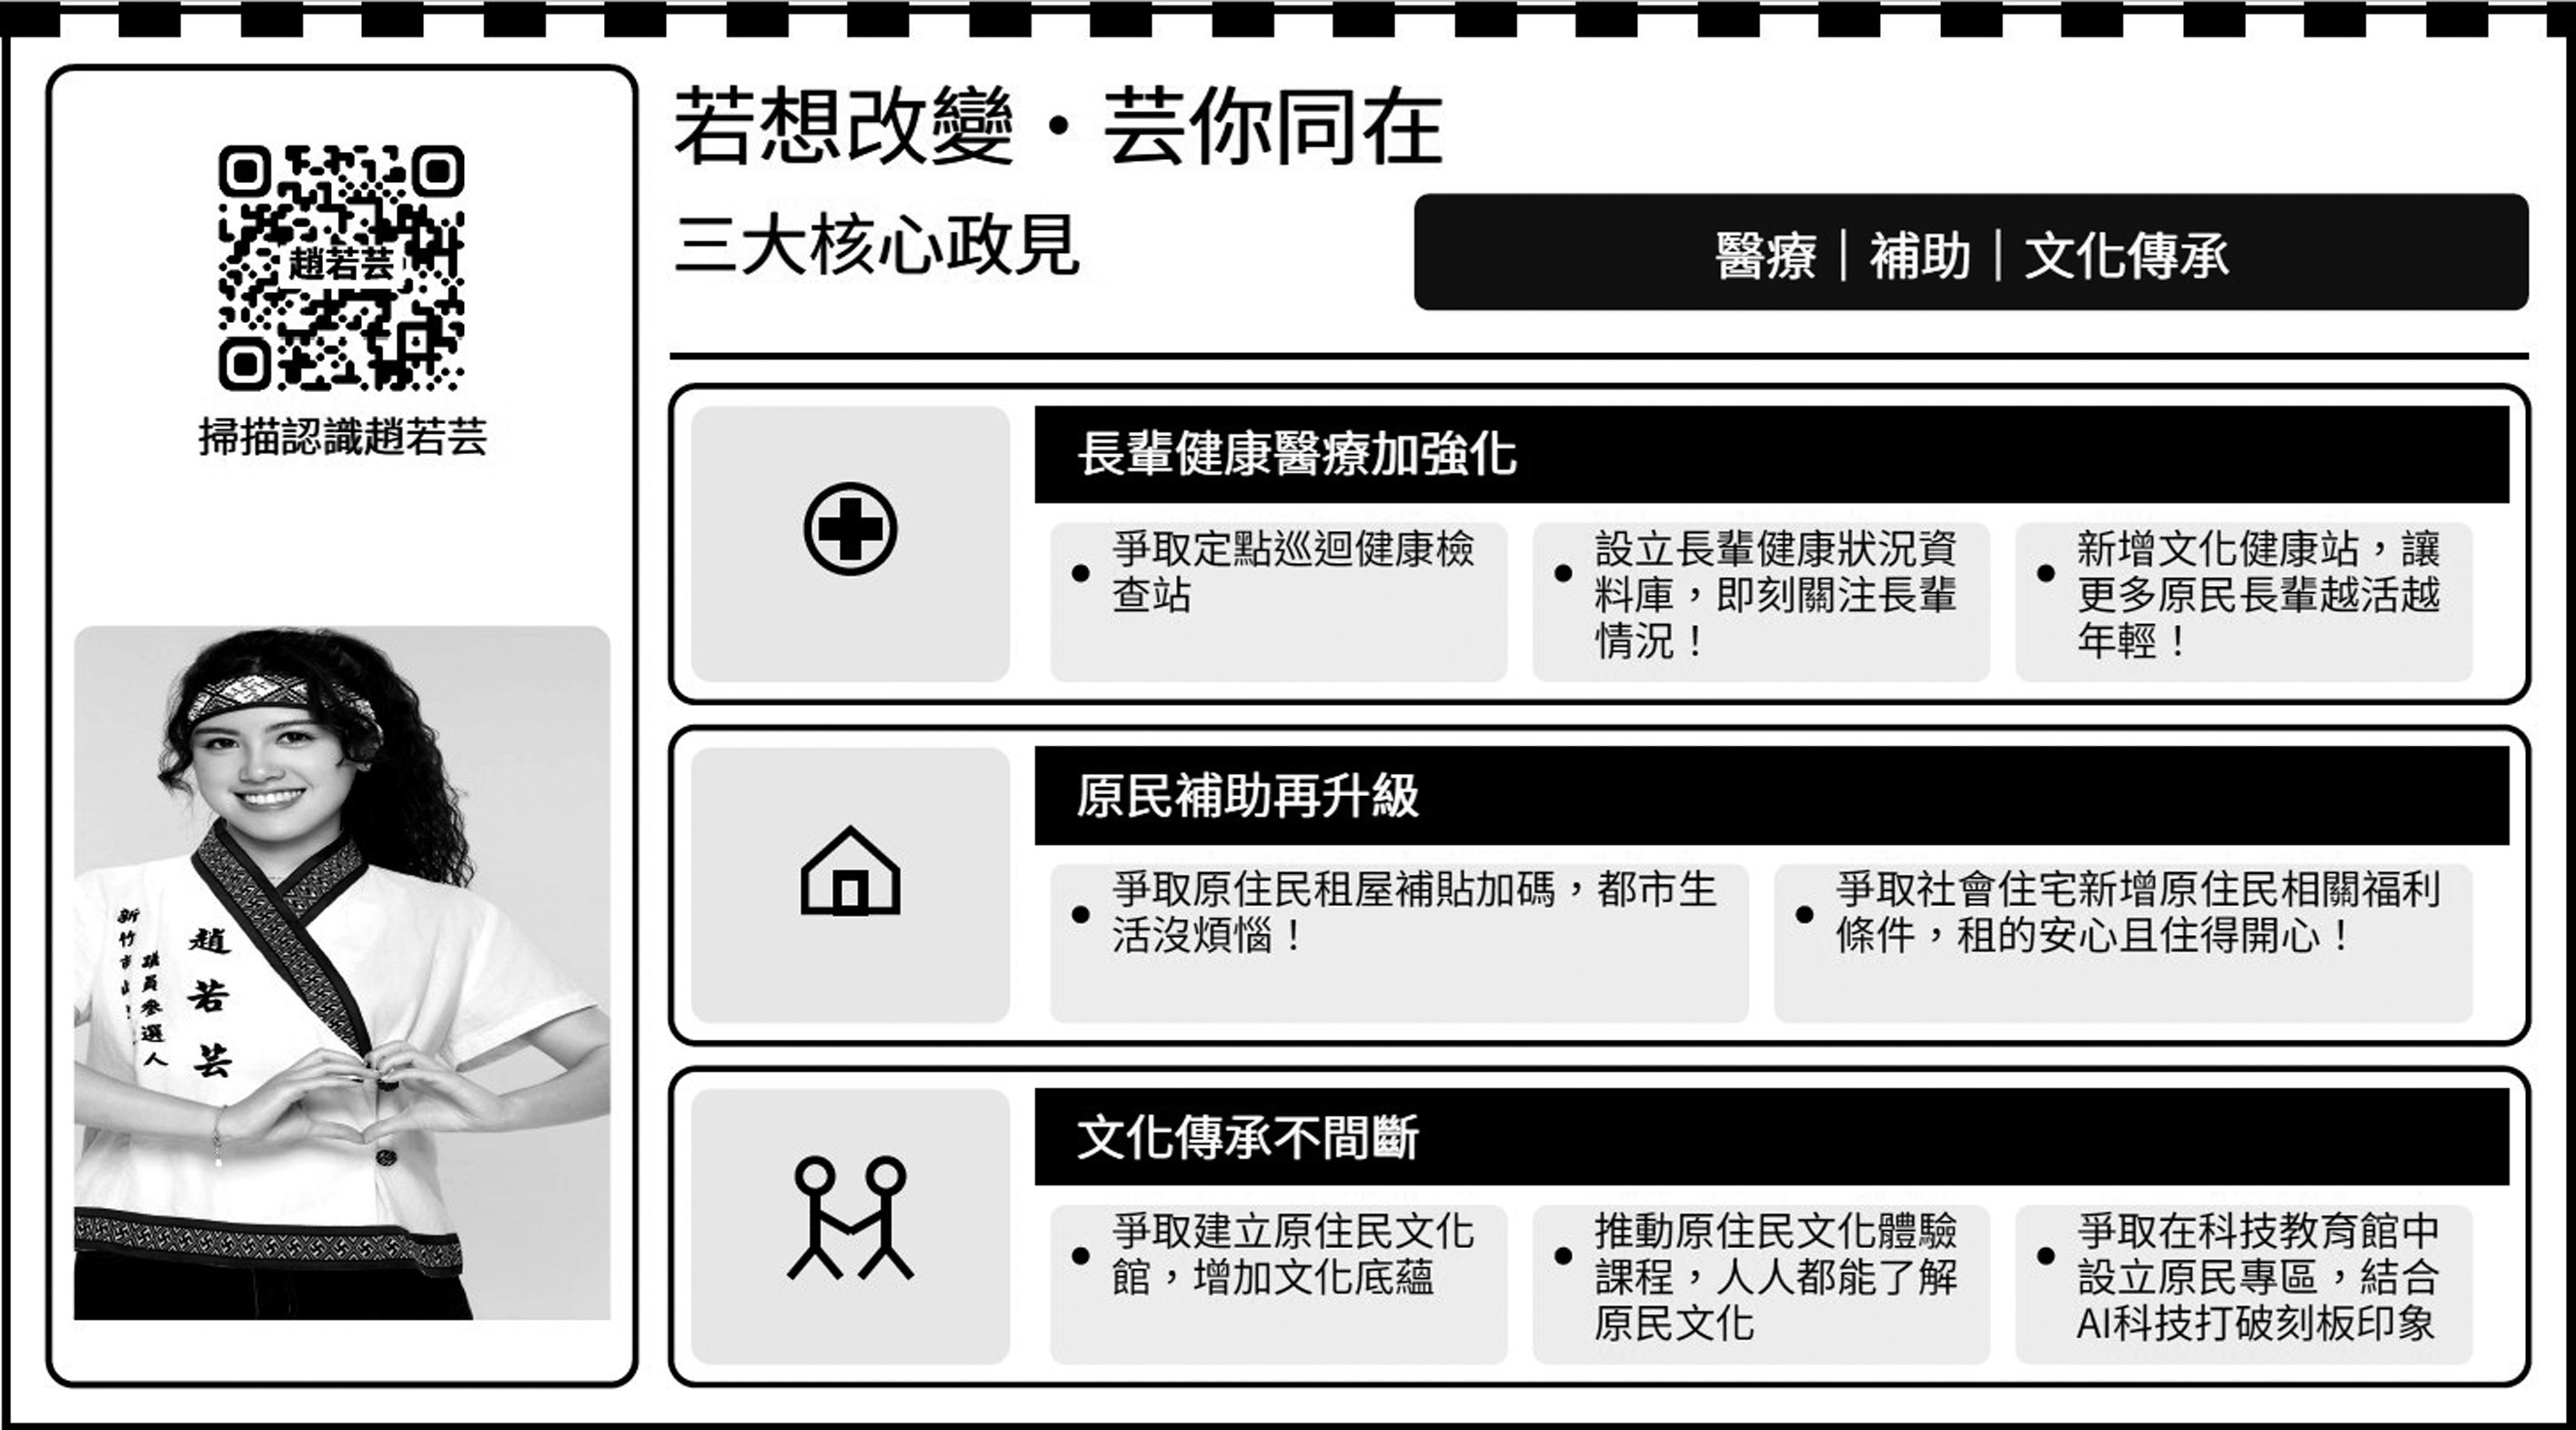 趙若芸
掃描認識趙若芸
新竹市山
議員參選人
趙若芸
若想改變・芸你同在
三大核心政見
醫療｜補助｜文化傳承
長輩健康醫療加強化
• 爭取定點巡迴健康檢
查站
• 設立長輩健康狀況資
料庫，即刻關注長輩
情況！
• 新增文化健康站，讓
更多原民長輩越活越
年輕！
原民補助再升級
• 爭取原住民租屋補貼加碼，都市生
活沒煩惱！
• 爭取社會住宅新增原住民相關福利
條件，租的安心且住得開心！
文化傳承不間斷
• 爭取建立原住民文化
館，增加文化底蘊
• 推動原住民文化體驗
課程，人人都能了解
原民文化
• 爭取在科技教育館中
設立原民專區，結合
AI科技打破刻板印象